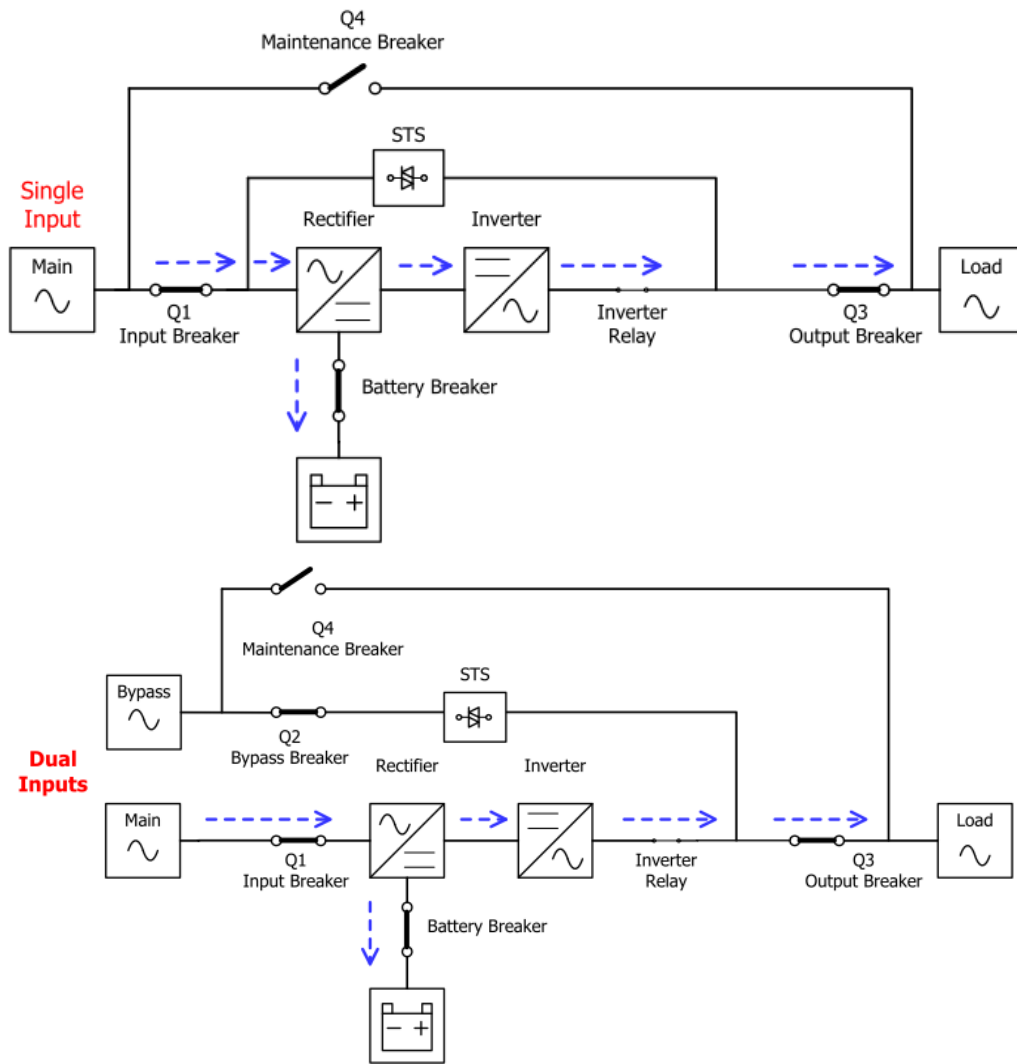 Q4
Maintenance Breaker
STS
Single
Input
Rectifier
Inverter
Main
Load
Q1
Input Breaker
Inverter
Relay
Q3
Output Breaker
Battery Breaker
− +
Q4
Maintenance Breaker
STS
Bypass
Q2
Bypass Breaker
Dual
Inputs
Rectifier
Inverter
Main
Load
Q1
Input Breaker
Inverter
Relay
Q3
Output Breaker
Battery Breaker
− +